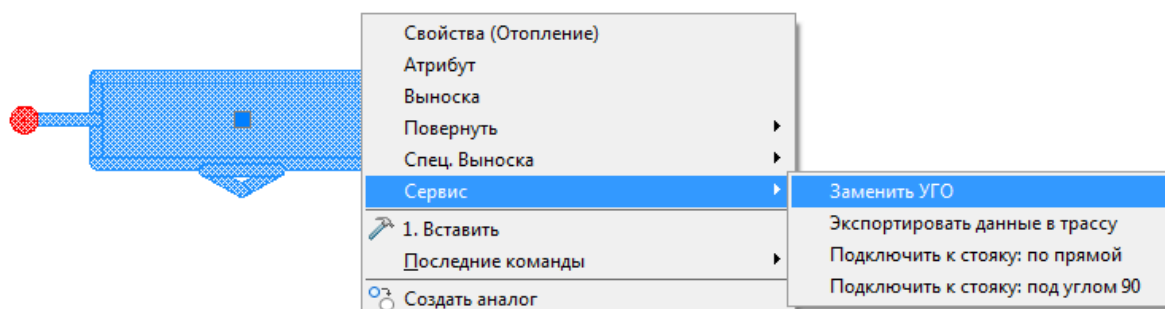 Свойства (Отопление)
Атрибут
Выноска
Повернуть
Спец. Выноска
Сервис
1. Вставить
Последние команды
Создать аналог
Заменить УГО
Экспортировать данные в трассу
Подключить к стояку: по прямой
Подключить к стояку: под углом 90